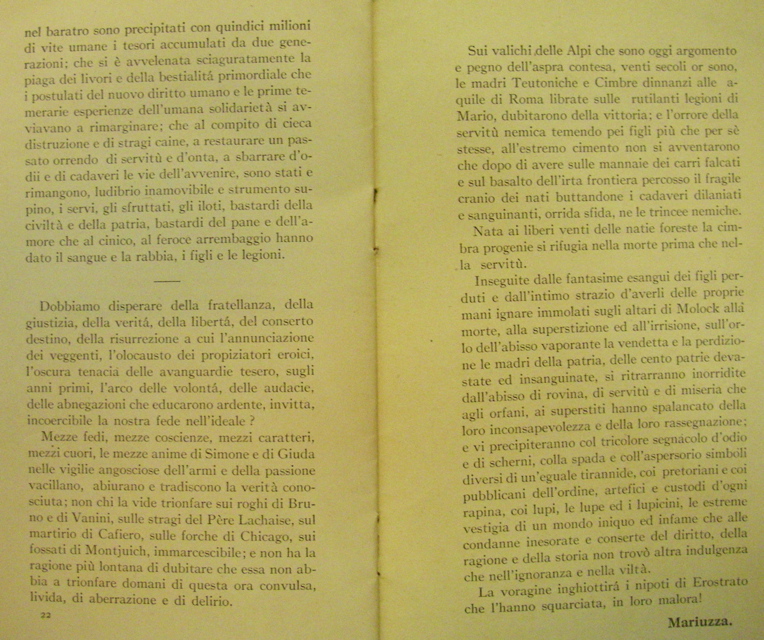 nel baratro sono precipitati con quindici milioni
di vite umane i tesori accumulati da due gene-
razioni; che si è avvelenata sciaguratamente la
piaga dei livori e della bestialitá primordiale che
i postulati del nuovo diritto umano e le prime te-
merarie esperienze dell'umana solidarietà si av-
viavano a rimarginare; che al compito di cieca
distruzione e di stragi caine, a restaurare un pas-
sato orrendo di servitù e d'onta, a sbarrare d'o-
dii e di cadaveri le vie dell'avvenire, sono stati e
rimangono, ludibrio inamovibile e strumento su-
pino, i servi, gli sfruttati, gli iloti, bastardi della
civiltà e della patria, bastardi del pane e dell'a-
more che al cinico, al feroce arrembaggio hanno
dato il sangue e la rabbia, i figli e le legioni.
Dobbiamo disperare della fratellanza, della
giustizia, della veritá, della libertá, del conserto
destino, della risurrezione a cui l'annunciazione
dei veggenti, l'olocausto dei propiziatori eroici,
l'oscura tenacia delle avanguardie tesero, sugli
anni primi, l'arco delle volontá, delle audacie,
delle abnegazioni che educarono ardente, invitta,
incoercibile la nostra fede nell'ideale ?
Mezze fedi, mezze coscienze, mezzi caratteri,
mezzi cuori, le mezze anime di Simone e di Giuda
nelle vigilie angosciose dell'armi e della passione
vacillano, abiurano e tradiscono la verità cono-
sciuta; non chi la vide trionfare sui roghi di Bru-
no e di Vanini, sulle stragi del Père Lachaise, sul
martirio di Cafiero, sulle forche di Chicago, sui
fossati di Montjuich, immarcescibile; e non ha la
ragione più lontana di dubitare che essa non ab-
bia a trionfare domani di questa ora convulsa,
livida, di aberrazione e di delirio.
22
Sui valichi delle Alpi che sono oggi argomento
e pegno dell'aspra contesa, venti secoli or sono,
le madri Teutoniche e Cimbre dinnanzi alle a-
quile di Roma librate sulle rutilanti legioni di
Mario, dubitarono della vittoria; e l'orrore della
servitù nemica temendo pei figli più che per sè
stesse, all'estremo cimento non si avventarono
che dopo di avere sulle mannaie dei carri falcati
e sul basalto dell'irta frontiera percosso il fragile
cranio dei nati buttandone i cadaveri dilaniati
e sanguinanti, orrida sfida, ne le trincee nemiche.
Nata ai liberi venti delle natie foreste la cim-
bra progenie si rifugia nella morte prima che nel-
la servitù.
Inseguite dalle fantasime esangui dei figli per-
duti e dall'intimo strazio d'averli delle proprie
mani ignare immolati sugli altari di Molock alla
morte, alla superstizione ed all'irrisione, sull'or-
lo dell'abisso vaporante la vendetta e la perdizio-
ne le madri della patria, delle cento patrie deva-
state ed insanguinate, si ritrarranno inorridite
dall'abisso di rovina, di servitù e di miseria che
agli orfani, ai superstiti hanno spalancato della
loro inconsapevolezza e della loro rassegnazione;
e vi precipiteranno col tricolore segnacolo d'odio
e di scherni, colla spada e coll'aspersorio simboli
diversi di un'eguale tirannide, coi pretoriani e coi
pubblicani dell'ordine, artefici e custodi d'ogni
rapina, coi lupi, le lupe ed i lupicini, le estreme
vestigia di un mondo iniquo ed infame che alle
condanne inesorate e conserte del diritto, della
ragione e della storia non trovò altra indulgenza
che nell'ignoranza e nella viltà.
La voragine inghiottirá i nipoti di Erostrato
che l'hanno squarciata, in loro malora!
Mariuzza.